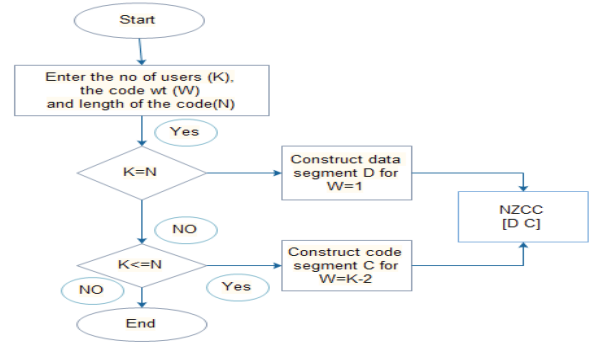 Start
Enter the no of users (K),
the code wt (W)
and length of the code(N)
Yes
K=N
Construct data
segment D for
W=1
NZCC
[D C]
NO
K<=N
Construct code
segment C for
W=K-2
NO
Yes
End